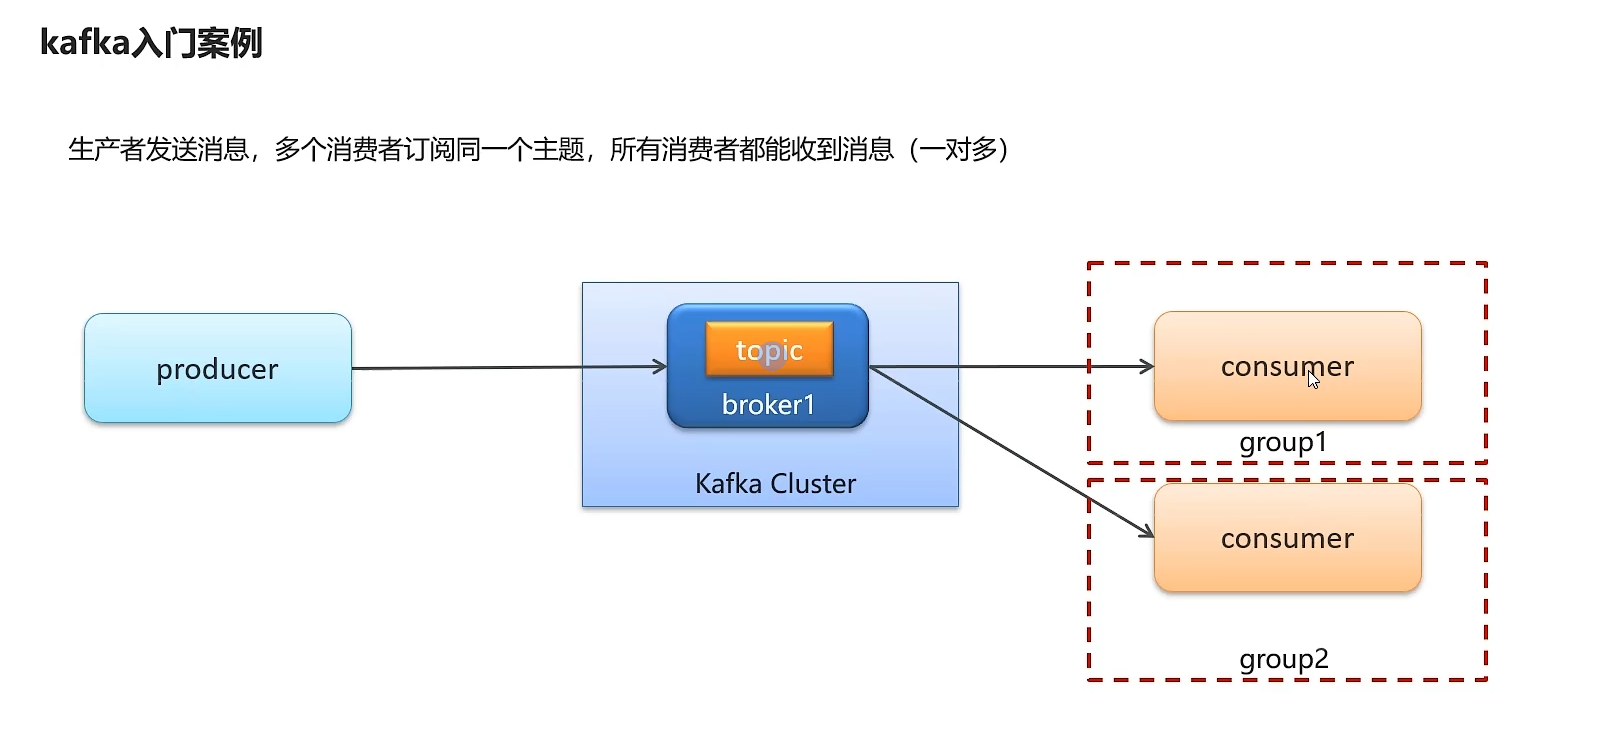 kafka入门案例
生产者发送消息，多个消费者订阅同一个主题，所有消费者都能收到消息（一对多）
producer
topic
broker1
Kafka Cluster
consumer
group1
consumer
group2